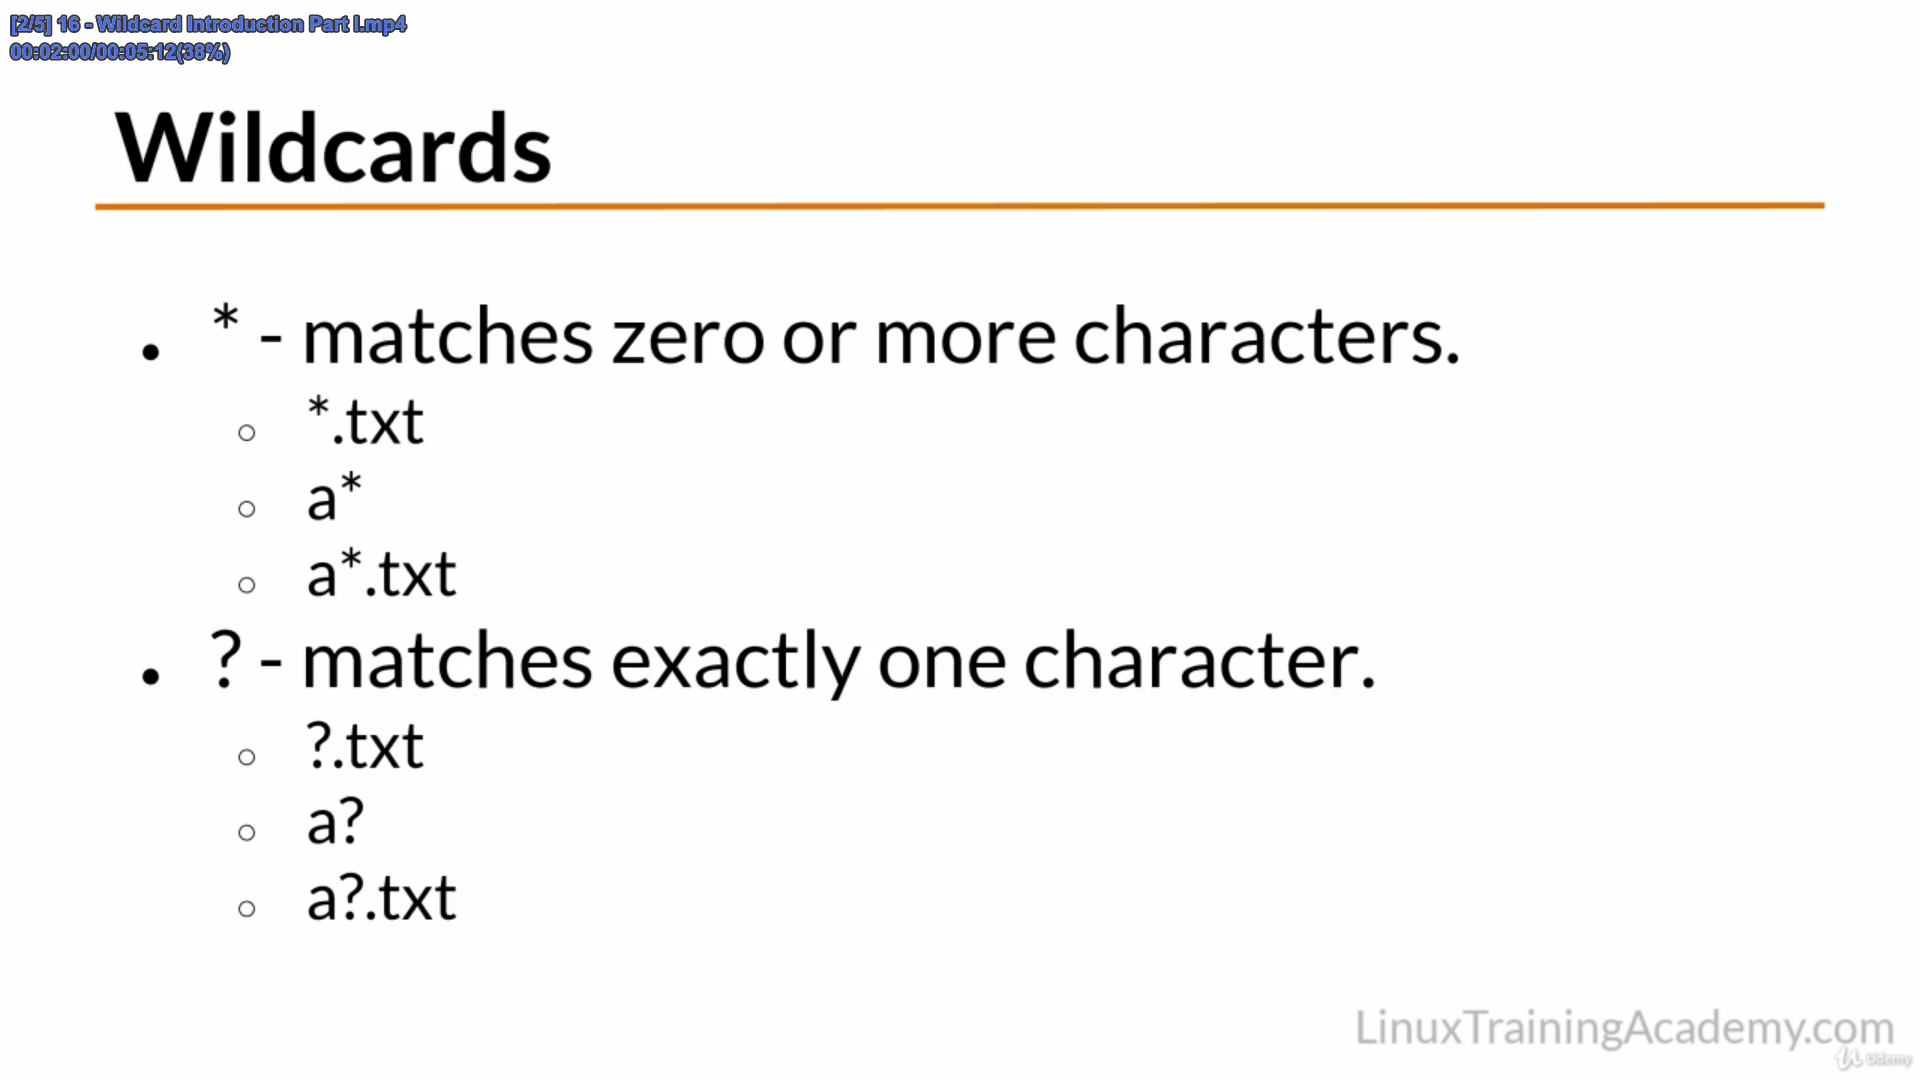 [2/5] 16 - Wildcard Introduction Part I.mp4
00:02:00/00:05:12(38%)
Wildcards
● * - matches zero or more characters.
○ *.txt
○ a*
○ a*.txt
● ? - matches exactly one character.
○ ?.txt
○ a?
○ a?.txt
LinuxTrainingAcademy.com
Udemy